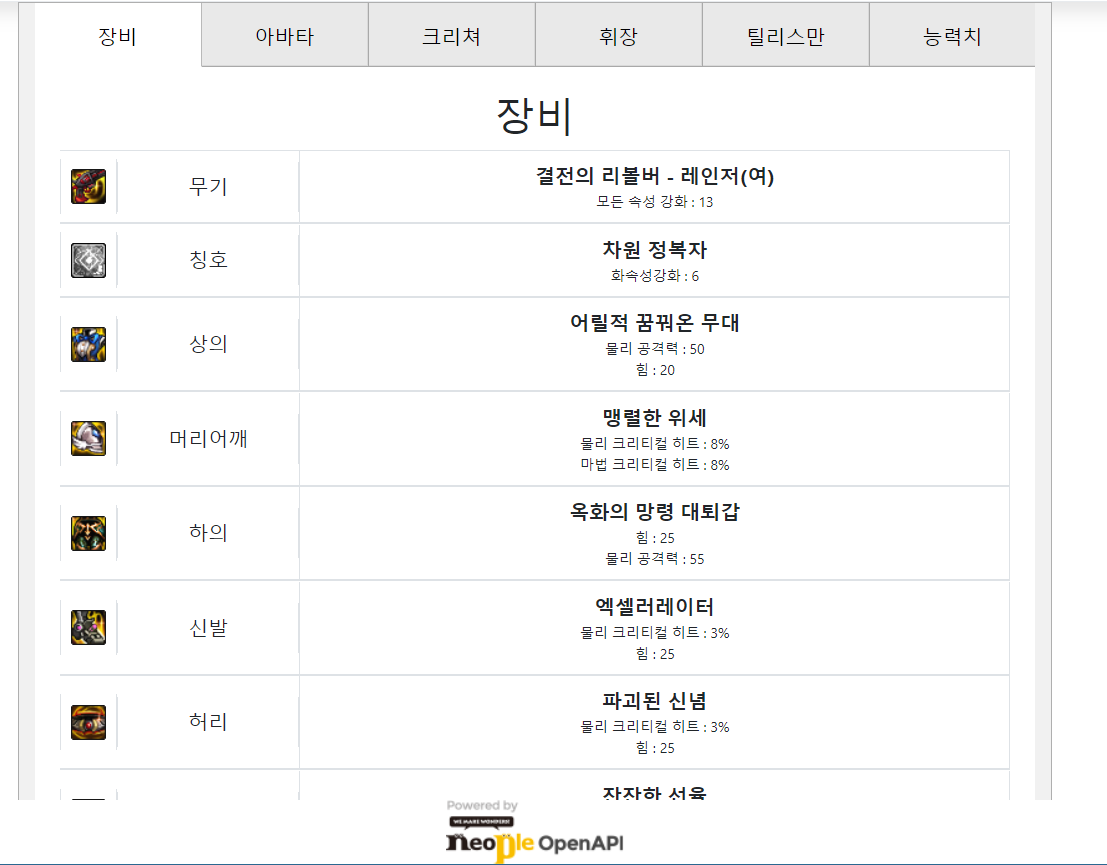 장비 아바타 크리쳐 휘장 틸리스만 능력치
장비
무기
결전의 리볼버 - 레인저(여)
모든 속성 강화 : 13
칭호
차원 정복자
화속성강화 : 6
상의
어릴적 꿈꿔온 무대
물리 공격력 : 50
힘 : 20
머리어깨
맹렬한 위세
물리 크리티컬 히트 : 8%
마법 크리티컬 히트 : 8%
하의
옥화의 망령 대퇴갑
힘 : 25
물리 공격력 : 55
신발
엑셀러레이터
물리 크리티컬 히트 : 3%
힘 : 25
허리
파괴된 신념
물리 크리티컬 히트 : 3%
힘 : 25
잔잔한 선율
Powered by
WE MAKE WONDERS!
neople OpenAPI